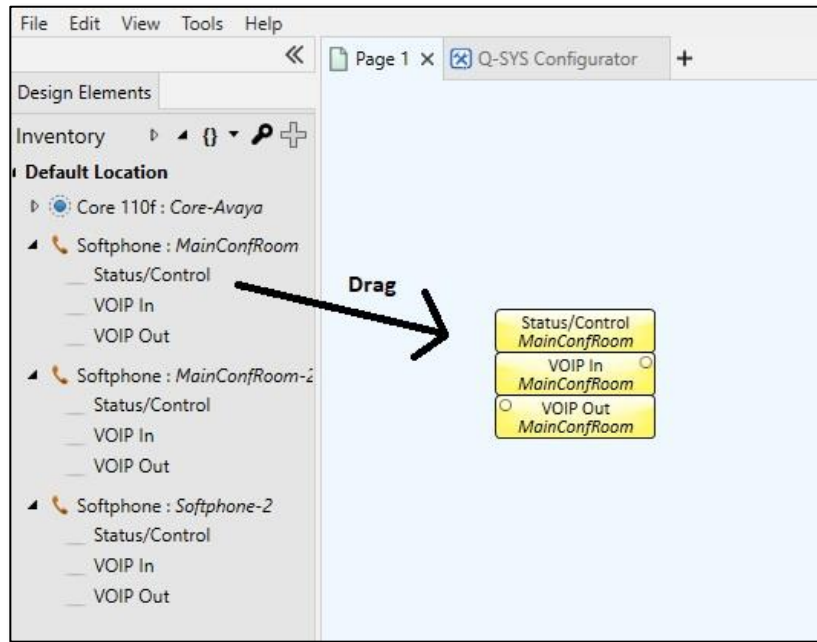 File Edit View Tools Help
Page 1 Q-SYS Configurator
Design Elements
Inventory {}
Default Location
Core 110f : Core-Avaya
Softphone : MainConfRoom
Status/Control
VOIP In
VOIP Out
Softphone : MainConfRoom-2
Status/Control
VOIP In
VOIP Out
Softphone : Softphone-2
Status/Control
VOIP In
VOIP Out
Drag
Status/Control
MainConfRoom
VOIP In
MainConfRoom
VOIP Out
MainConfRoom